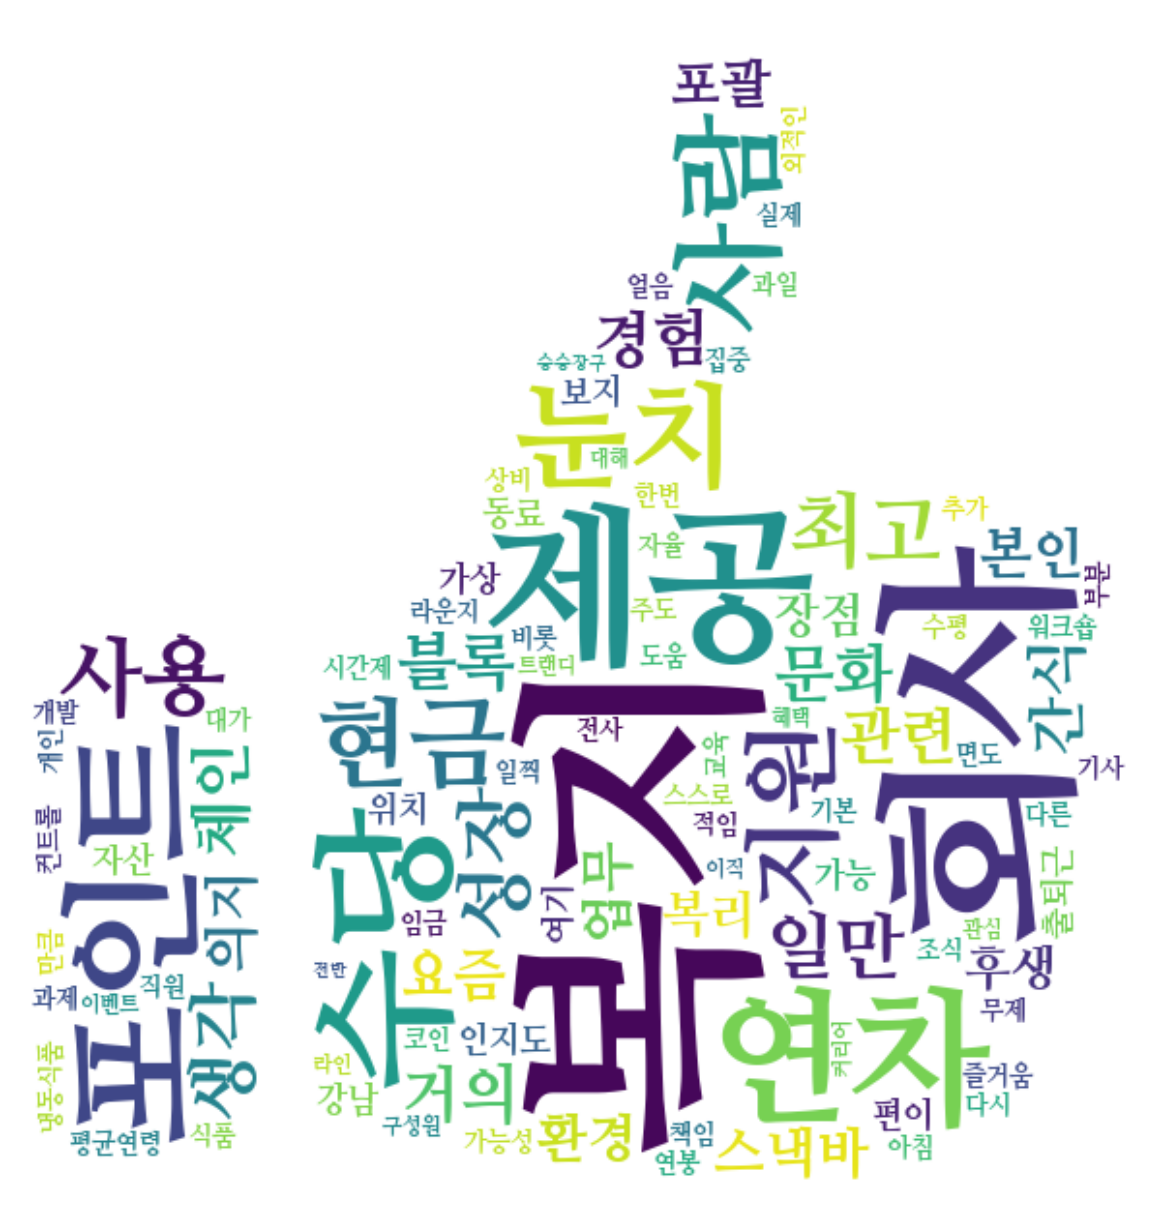 포괄
사람
외적인
실제
얼음
과일
경험
승승장구
집중
보지
눈치
대해
상비
한번
동료
제공
최고
추가
자율
본인
가상
부분
라운지
주도
장점
수평
워크숍
비롯
회사
사용
시간제
블록
트랜디
도움
문화
간식
개발
대가
현금
전사
혜택
관련
개인
포인트
체인
일찍
교육
지원
면도
기사
컨트롤
자산
위치
성장
스스로
적임
기본
다른
수당
복지
업무
이직
가능
출퇴근
의지
임금
여기
복리
일만
관심
만큼
조식
후생
전반
요즘
과제
이벤트
직원
생각
연차
무제
냉동식품
코인
인지도
커리어
라인
강남
거의
즐거움
편이
다시
평균연령
식품
구성원
가능성
환경
책임
연봉
스낵바
아침